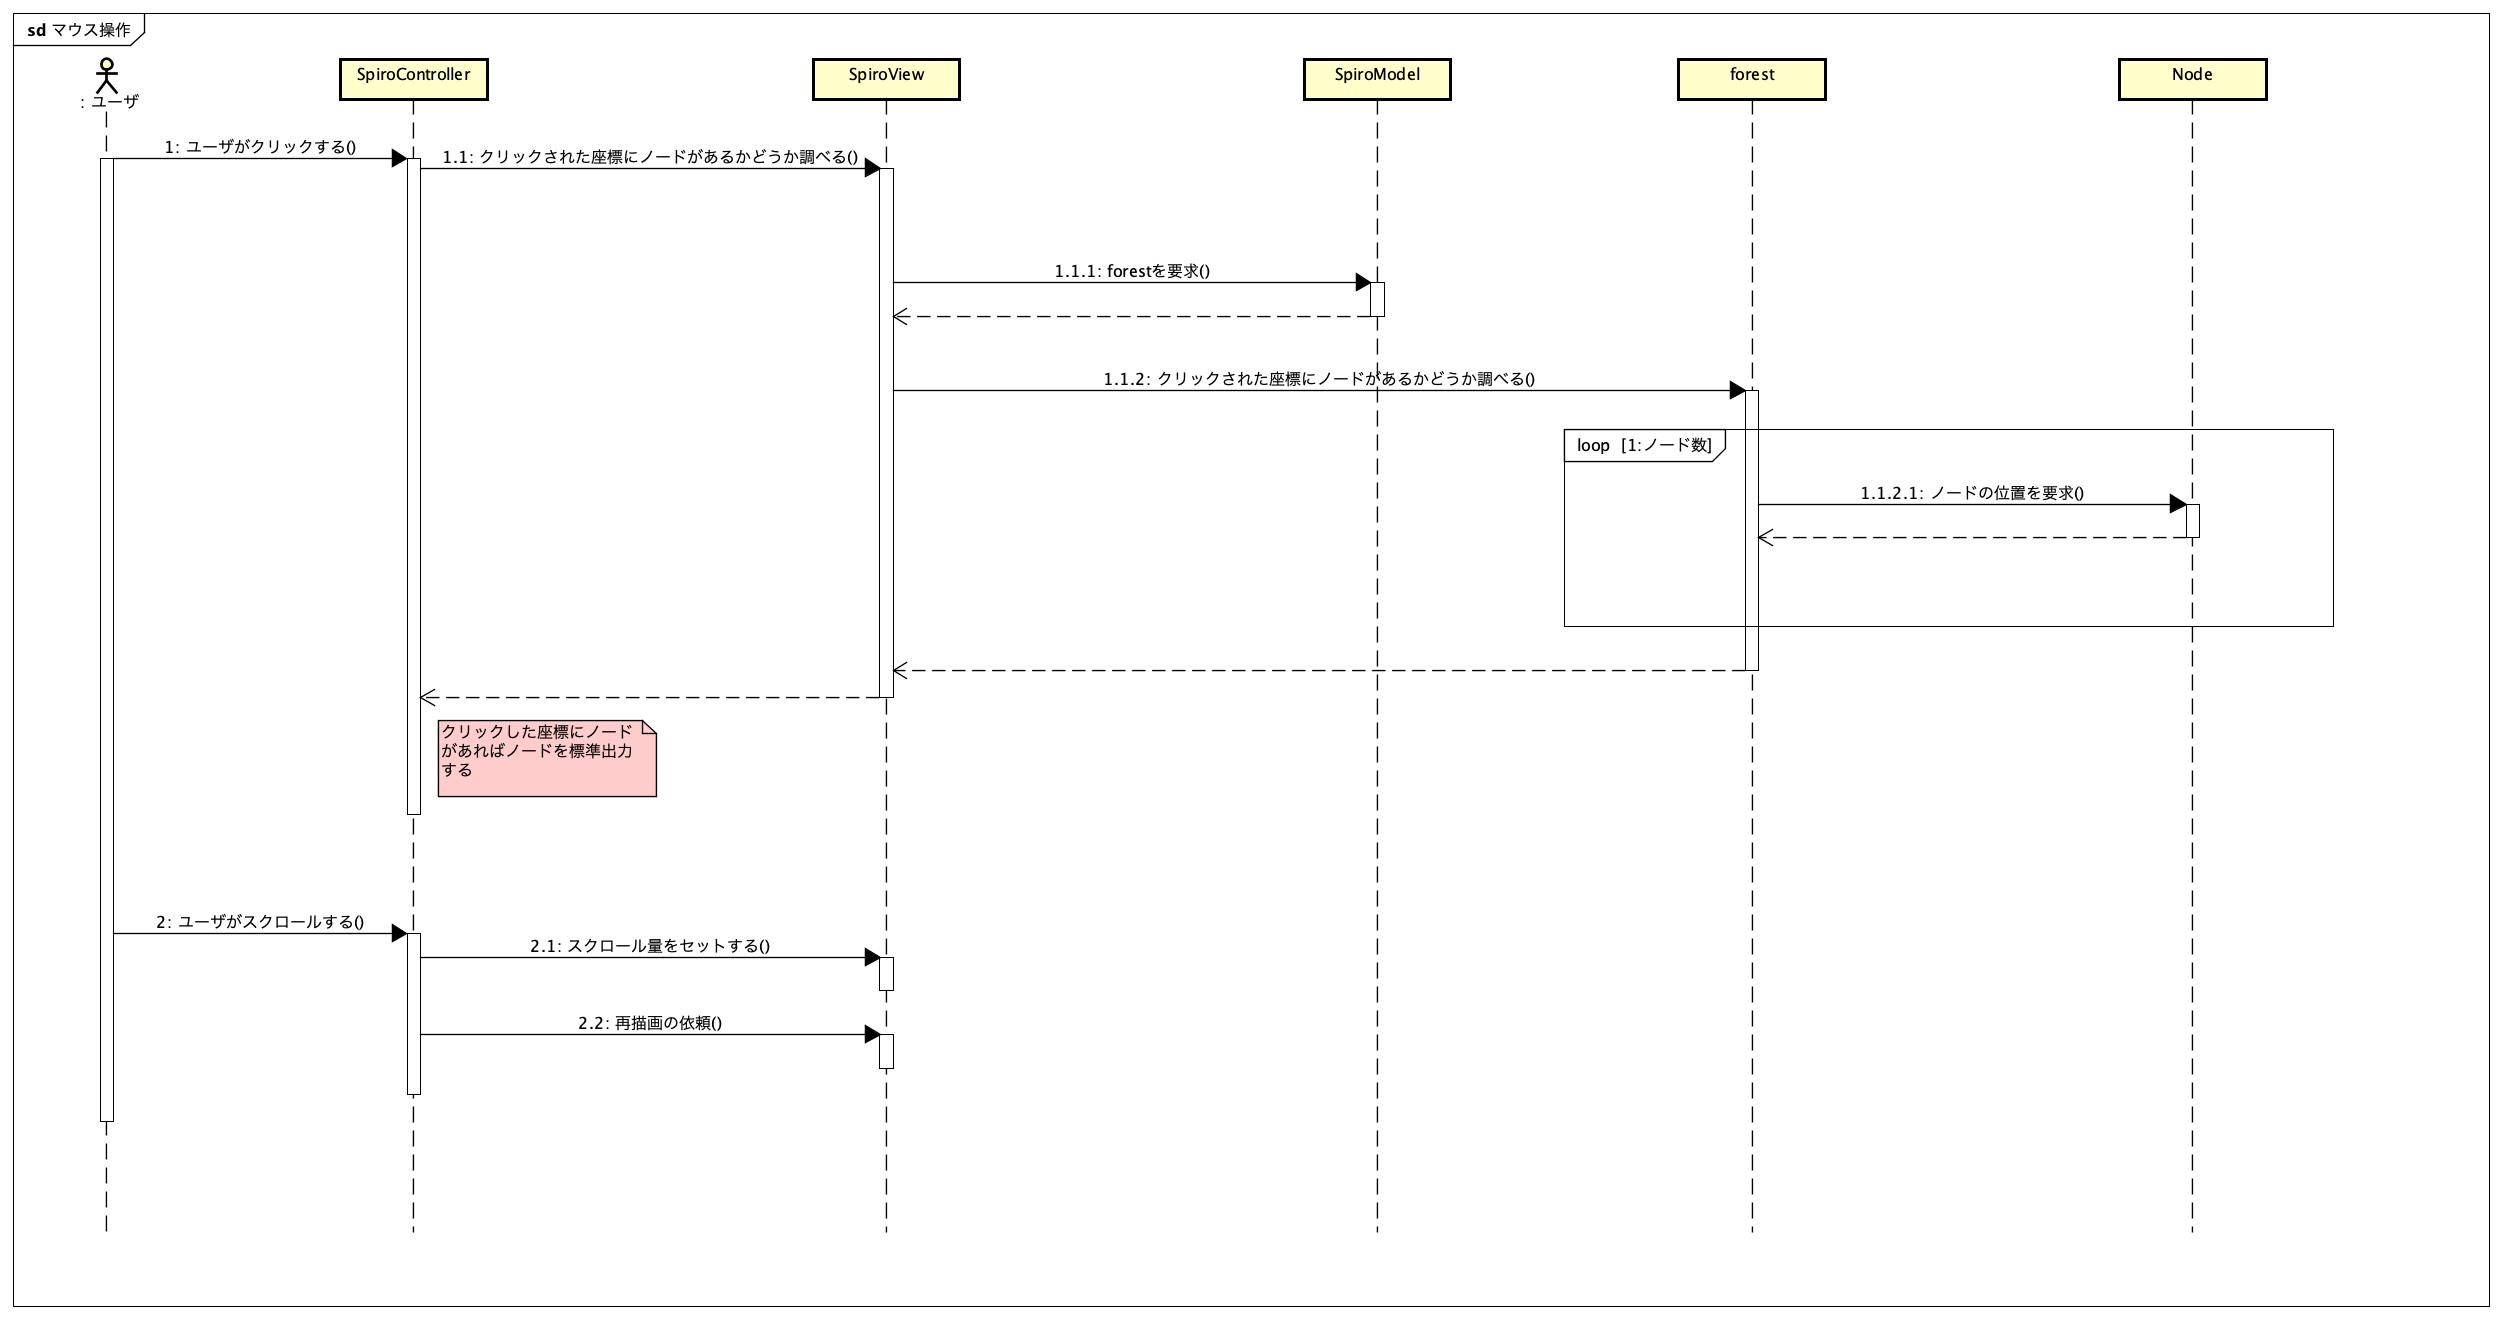 sd マウス操作
: ユーザ
SpiroController
SpiroView
SpiroModel
forest
Node
1: ユーザがクリックする()
1.1: クリックされた座標にノードがあるかどうか調べる()
1.1.1: forestを要求()
1.1.2: クリックされた座標にノードがあるかどうか調べる()
loop [1:ノード数]
1.1.2.1: ノードの位置を要求()
クリックした座標にノード
があればノードを標準出力
する
2: ユーザがスクロールする()
2.1: スクロール量をセットする()
2.2: 再描画の依頼()